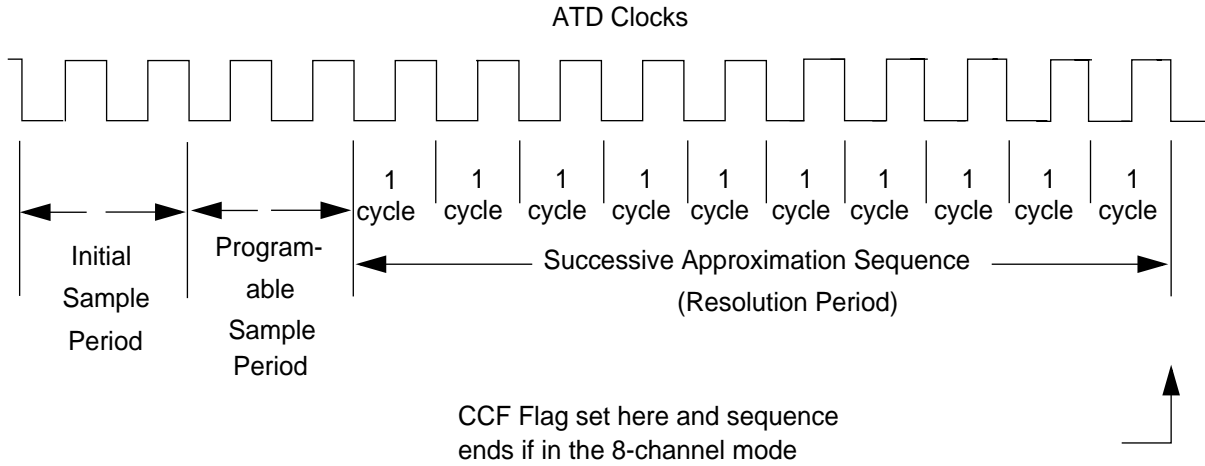 ATD Clocks
1 cycle
1 cycle
1 cycle
1 cycle
1 cycle
1 cycle
1 cycle
1 cycle
1 cycle
1 cycle
Initial
Sample
Period
Program-
able
Sample
Period
Successive Approximation Sequence
(Resolution Period)
CCF Flag set here and sequence
ends if in the 8-channel mode